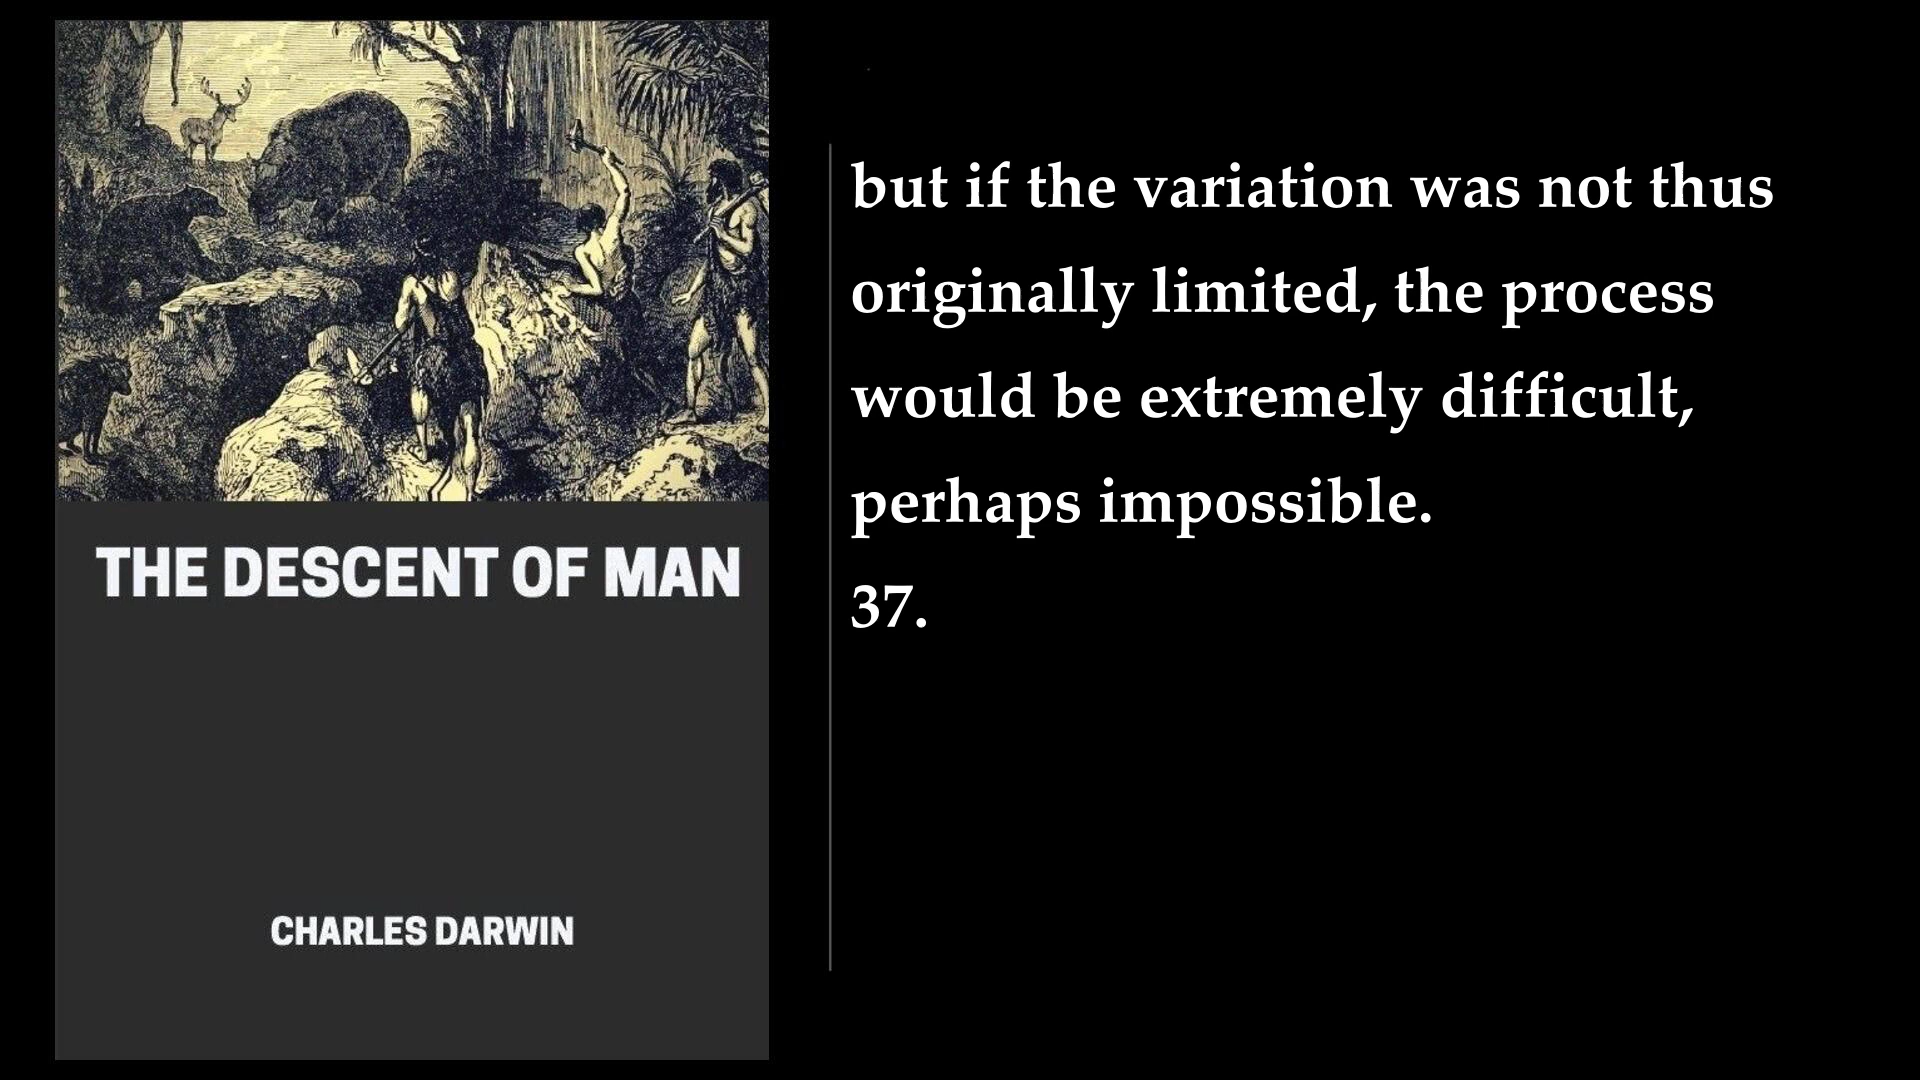 THE DESCENT OF MAN
CHARLES DARWIN
but if the variation was not thus
originally limited, the process
would be extremely difficult,
perhaps impossible.
37.